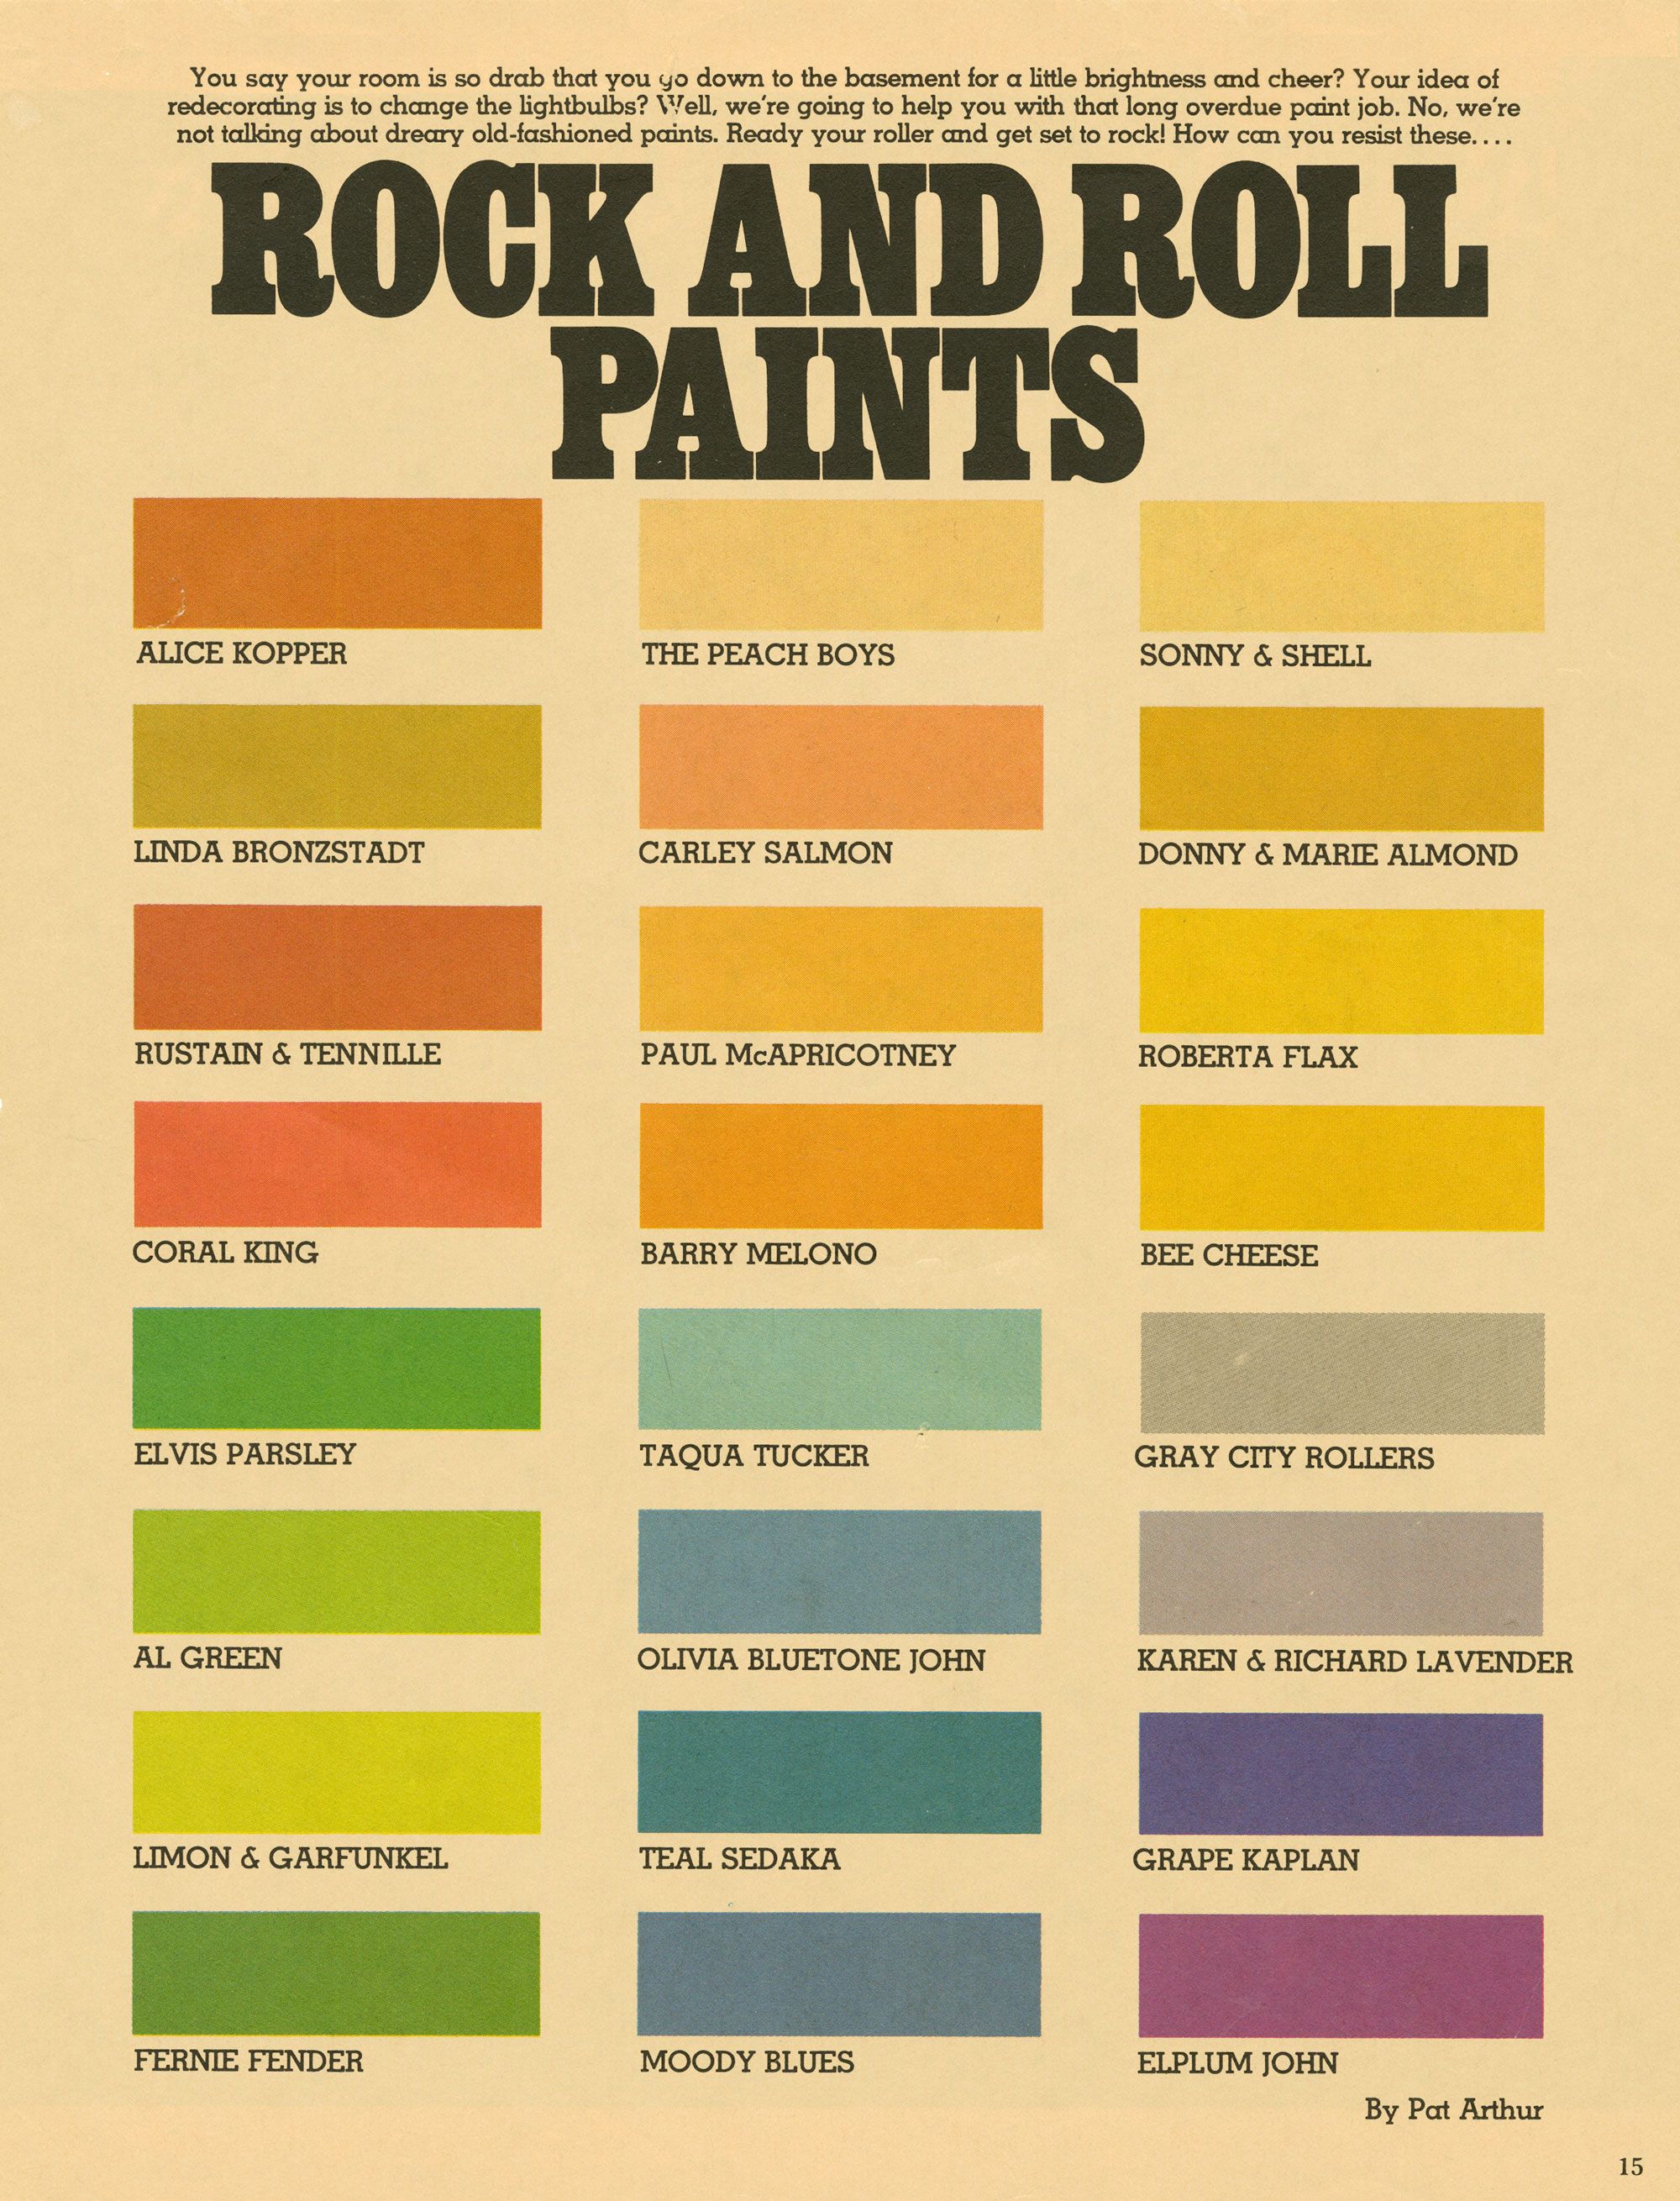 You say your room is so drab that you go down to the basement for a little brightness and cheer? Your idea of
redecorating is to change the lightbulbs? Well, we're going to help you with that long overdue paint job. No, we're
not talking about dreary old-fashioned paints. Ready your roller and get set to rock! How can you resist these....
ROCK AND ROLL
PAINTS
ALICE KOPPER
THE PEACH BOYS
SONNY & SHELL
LINDA BRONZSTADT
CARLEY SALMON
DONNY & MARIE ALMOND
RUSTAIN & TENNILLE
PAUL McAPRICOTNEY
ROBERTA FLAX
CORAL KING
BARRY MELONO
BEE CHEESE
ELVIS PARSLEY
TAQUA TUCKER
GRAY CITY ROLLERS
AL GREEN
OLIVIA BLUETONE JOHN
KAREN & RICHARD LAVENDER
LIMON & GARFUNKEL
TEAL SEDAKA
GRAPE KAPLAN
FERNIE FENDER
MOODY BLUES
ELPLUM JOHN
By Pat Arthur
15